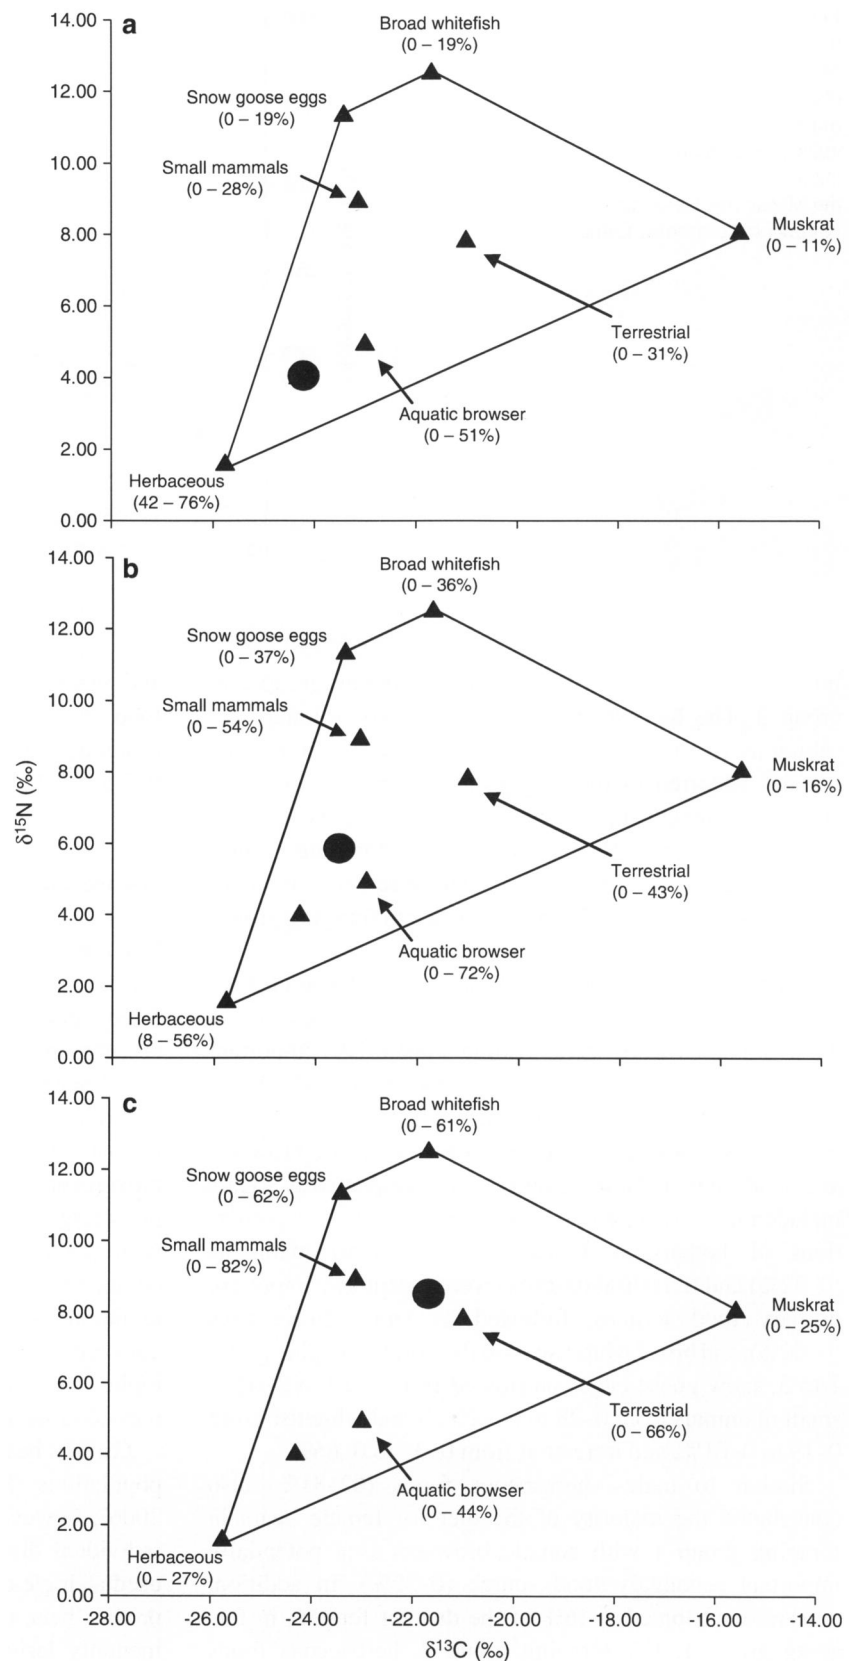 a
14.00
12.00
10.00
8.00
6.00
4.00
2.00
0.00
Broad whitefish
(0 – 19%)
Snow goose eggs
(0 – 19%)
Small mammals
(0 – 28%)
Muskrat
(0 – 11%)
Terrestrial
(0 – 31%)
Aquatic browser
(0 – 51%)
Herbaceous
(42 – 76%)
b
14.00
12.00
10.00
8.00
6.00
4.00
2.00
0.00
δ15N (‰)
Broad whitefish
(0 – 36%)
Snow goose eggs
(0 – 37%)
Small mammals
(0 – 54%)
Muskrat
(0 – 16%)
Terrestrial
(0 – 43%)
Aquatic browser
(0 – 72%)
Herbaceous
(8 – 56%)
c
14.00
12.00
10.00
8.00
6.00
4.00
2.00
0.00
Broad whitefish
(0 – 61%)
Snow goose eggs
(0 – 62%)
Small mammals
(0 – 82%)
Muskrat
(0 – 25%)
Terrestrial
(0 – 66%)
Aquatic browser
(0 – 44%)
Herbaceous
(0 – 27%)
-28.00 -26.00 -24.00 -22.00 -20.00 -18.00 -16.00 -14.00
δ13C (‰)